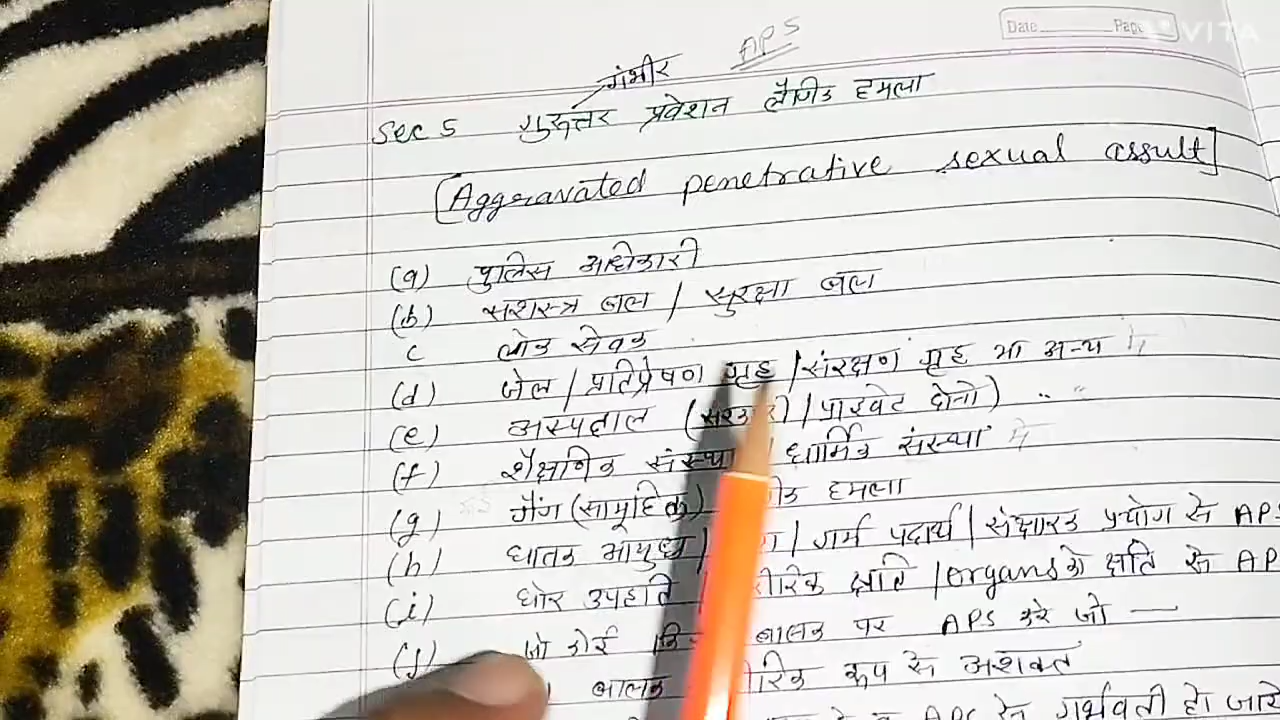 Date Page
VITA
APS
गंभीर
Sec 5 गुरूत्तर प्रवेशन लैंगिक हमला
[Aggravated penetrative sexual assult]
(a) पुलिस अधिकारी
(b) सशस्त्र बल / सुरक्षा बल
c लोक सेवक
(d) जेल / प्रतिप्रेषण गृह / संरक्षण गृह या अन्य में
(e) अस्पताल (सरकारी / प्राइवेट दोनो) " "
(f) शैक्षणिक संस्था धार्मिक संस्था में
(g) गैंग (सामूहिक) हमला
(h) घातक आयुध / / गर्म पदार्थ / संक्षारक प्रयोग से APS
(i) घोर उपहति क्षति / organs को क्षति से AP
(j) जो कोई बालक पर APS करे जो —
बालक रूप से अशक्त
APS से गर्भवती हो जाये